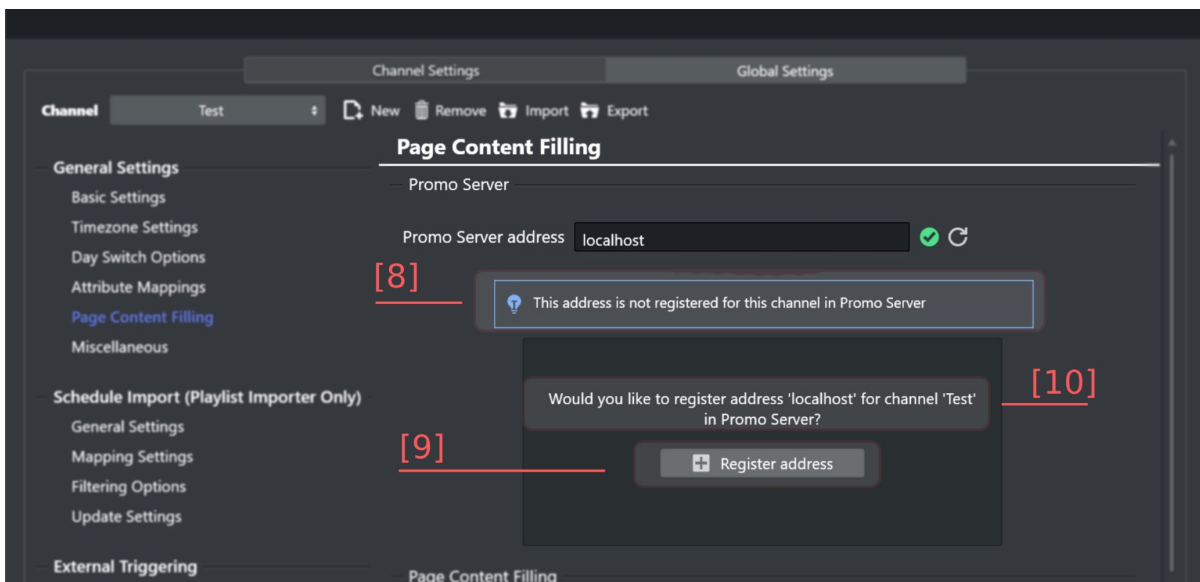 Channel Settings
Global Settings
Channel
Test
New
Remove
Import
Export
Page Content Filling
General Settings
Promo Server
Basic Settings
Timezone Settings
Promo Server address
localhost
Day Switch Options
Attribute Mappings
[8]
This address is not registered for this channel in Promo Server
Page Content Filling
Miscellaneous
[10]
Would you like to register address 'localhost' for channel 'Test'
in Promo Server?
Schedule Import (Playlist Importer Only)
General Settings
[9]
Mapping Settings
Register address
Filtering Options
Update Settings
External Triggering
Page Content Filling